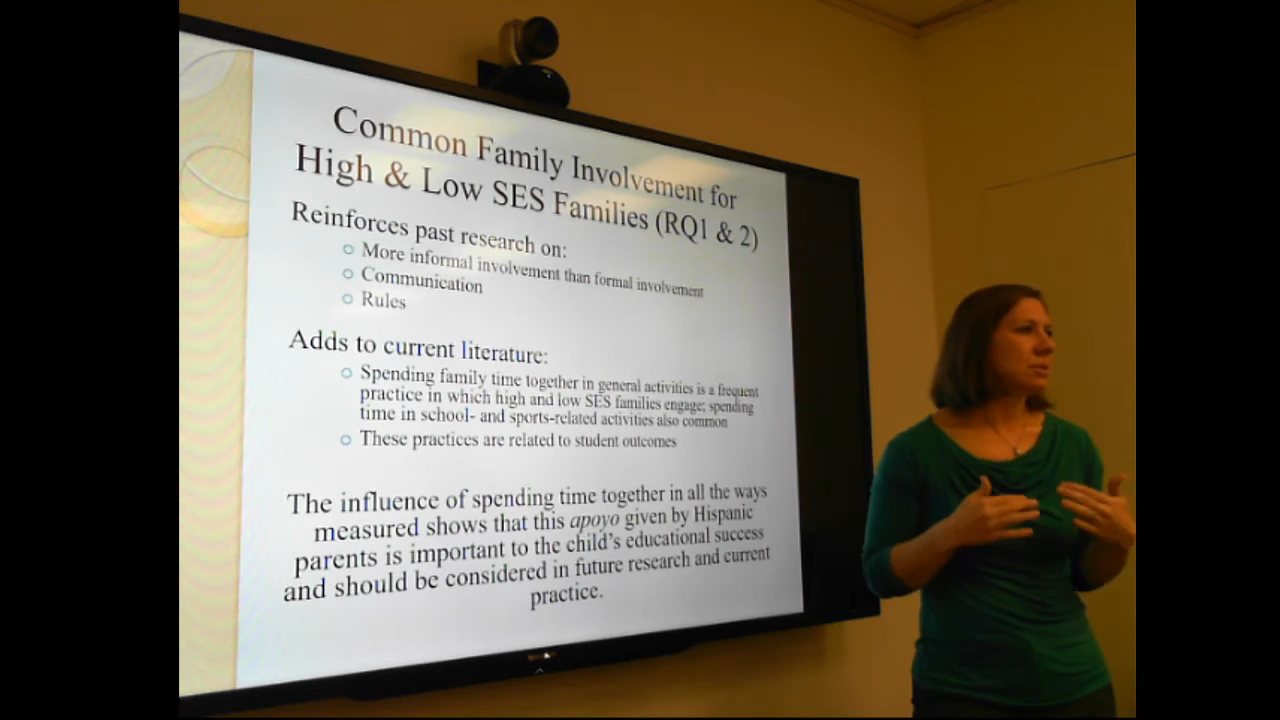 Common Family Involvement for
High & Low SES Families (RQ1 & 2)
Reinforces past research on:
More informal involvement than formal involvement
Communication
Rules
Adds to current literature:
Spending family time together in general activities is a frequent
practice in which high and low SES families engage; spending
time in school- and sports-related activities also common
These practices are related to student outcomes
The influence of spending time together in all the ways
measured shows that this apoyo given by Hispanic
parents is important to the child's educational success
and should be considered in future research and current
practice.